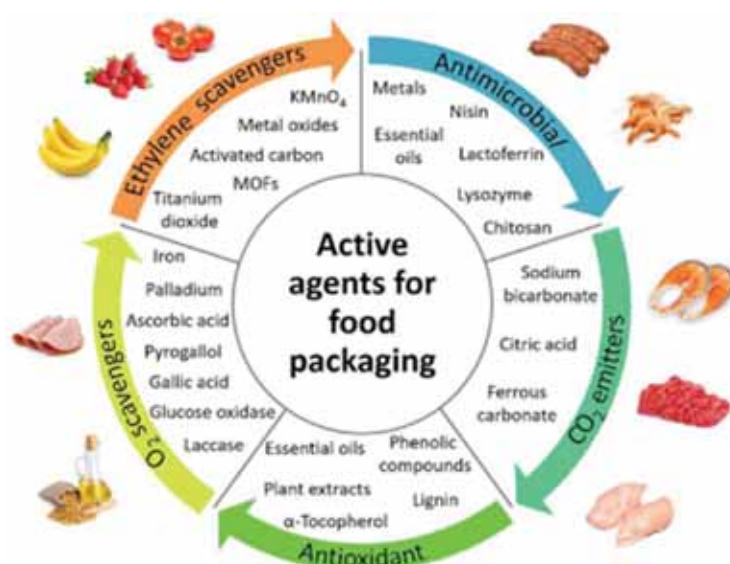 Active
agents for
food
packaging
Ethylene scavengers
KMnO₄
Metal oxides
Activated carbon
MOFs
Titanium
dioxide
Antimicrobial
Metals
Nisin
Essential
oils
Lactoferrin
Lysozyme
Chitosan
CO₂ emitters
Sodium
bicarbonate
Citric acid
Ferrous
carbonate
Antioxidant
Essential oils
Phenolic
compounds
Plant extracts
Lignin
α-Tocopherol
O₂ scavengers
Iron
Palladium
Ascorbic acid
Pyrogallol
Gallic acid
Glucose oxidase
Laccase